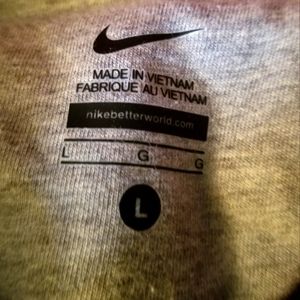 MADE IN VIETNAM
FABRIQUE AU VIETNAM
nikebetterworld.com
L G G
L